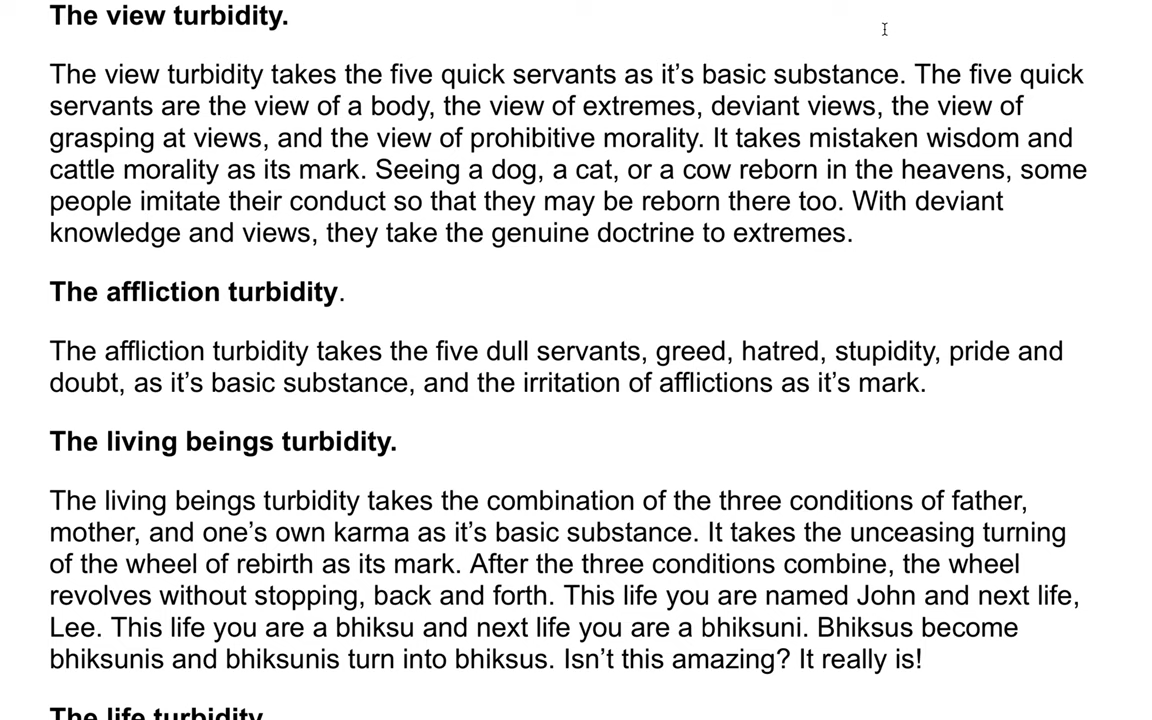 The view turbidity.
The view turbidity takes the five quick servants as it's basic substance. The five quick
servants are the view of a body, the view of extremes, deviant views, the view of
grasping at views, and the view of prohibitive morality. It takes mistaken wisdom and
cattle morality as its mark. Seeing a dog, a cat, or a cow reborn in the heavens, some
people imitate their conduct so that they may be reborn there too. With deviant
knowledge and views, they take the genuine doctrine to extremes.
The affliction turbidity.
The affliction turbidity takes the five dull servants, greed, hatred, stupidity, pride and
doubt, as it's basic substance, and the irritation of afflictions as it's mark.
The living beings turbidity.
The living beings turbidity takes the combination of the three conditions of father,
mother, and one's own karma as it's basic substance. It takes the unceasing turning
of the wheel of rebirth as its mark. After the three conditions combine, the wheel
revolves without stopping, back and forth. This life you are named John and next life,
Lee. This life you are a bhiksu and next life you are a bhiksuni. Bhiksus become
bhiksunis and bhiksunis turn into bhiksus. Isn't this amazing? It really is!
The life turbidity